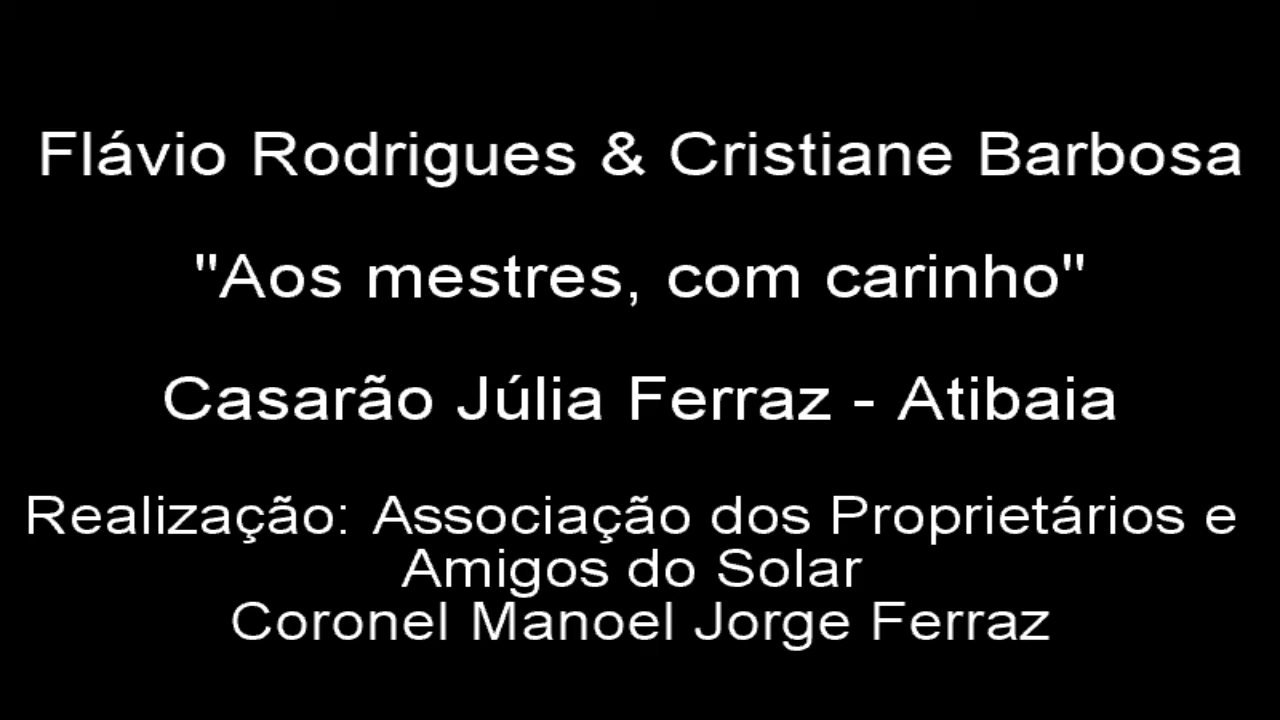 Flávio Rodrigues & Cristiane Barbosa
"Aos mestres, com carinho"
Casarão Júlia Ferraz - Atibaia
Realização: Associação dos Proprietários e
Amigos do Solar
Coronel Manoel Jorge Ferraz